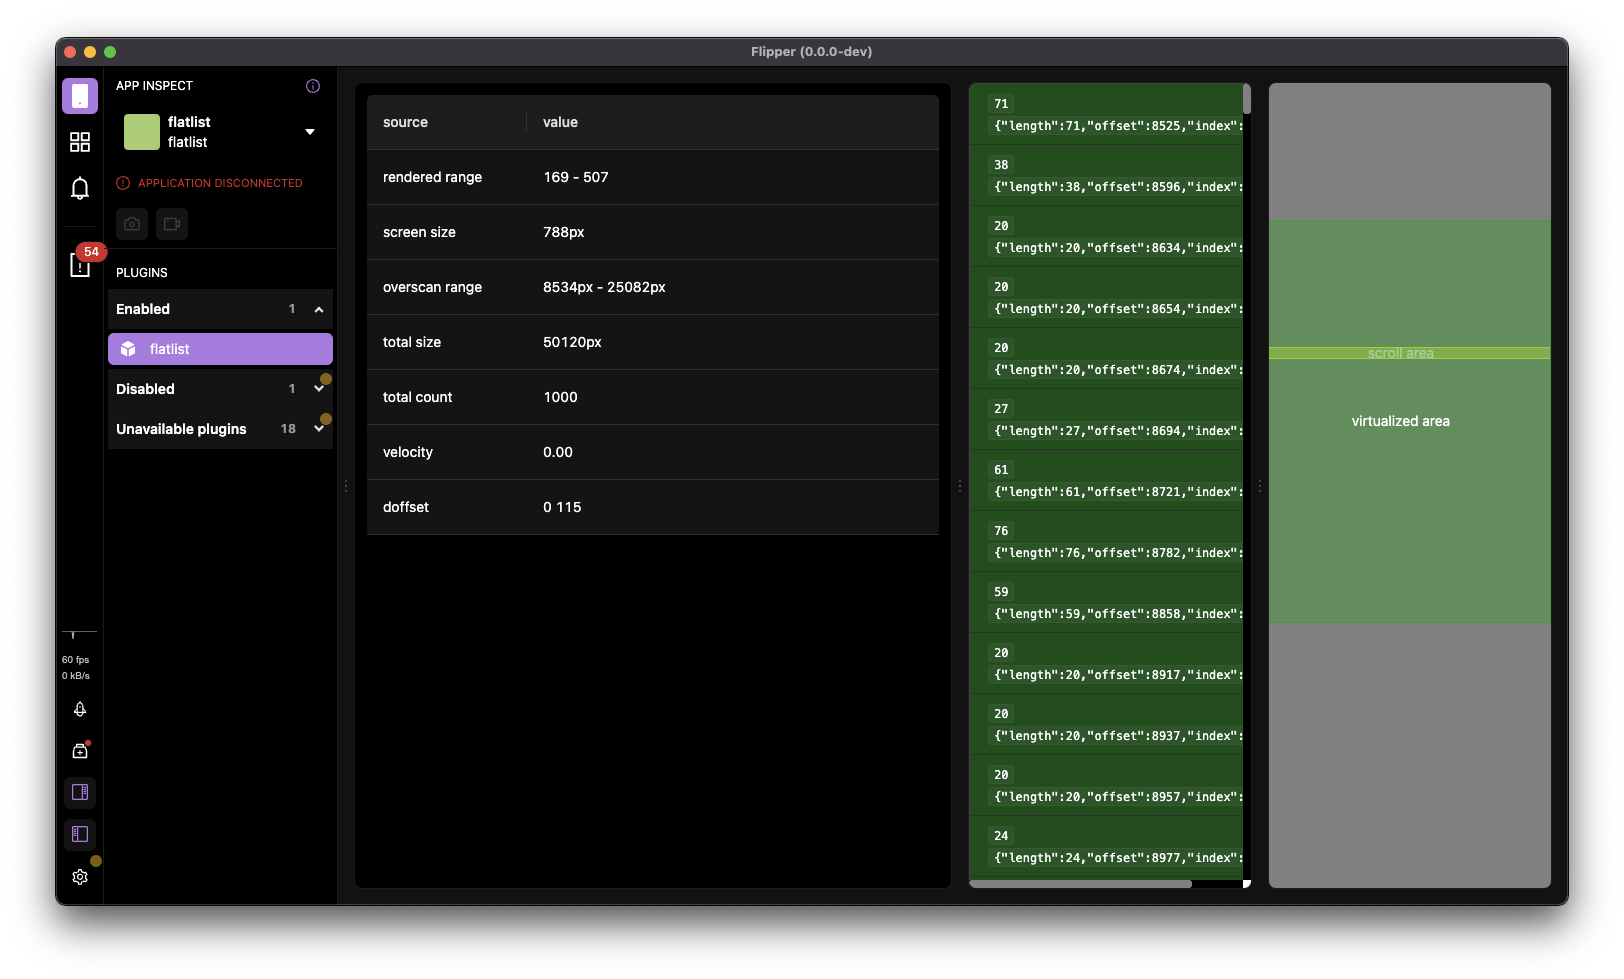 Flipper (0.0.0-dev)
APP INSPECT
flatlist
flatlist
APPLICATION DISCONNECTED
54
PLUGINS
Enabled 1
flatlist
Disabled 1
Unavailable plugins 18
60 fps
0 kB/s
source value
rendered range 169 - 507
screen size 788px
overscan range 8534px - 25082px
total size 50120px
total count 1000
velocity 0.00
doffset 0 115
71
{"length":71,"offset":8525,"index":
38
{"length":38,"offset":8596,"index":
20
{"length":20,"offset":8634,"index":
20
{"length":20,"offset":8654,"index":
20
{"length":20,"offset":8674,"index":
27
{"length":27,"offset":8694,"index":
61
{"length":61,"offset":8721,"index":
76
{"length":76,"offset":8782,"index":
59
{"length":59,"offset":8858,"index":
20
{"length":20,"offset":8917,"index":
20
{"length":20,"offset":8937,"index":
20
{"length":20,"offset":8957,"index":
24
{"length":24,"offset":8977,"index":
scroll area
virtualized area